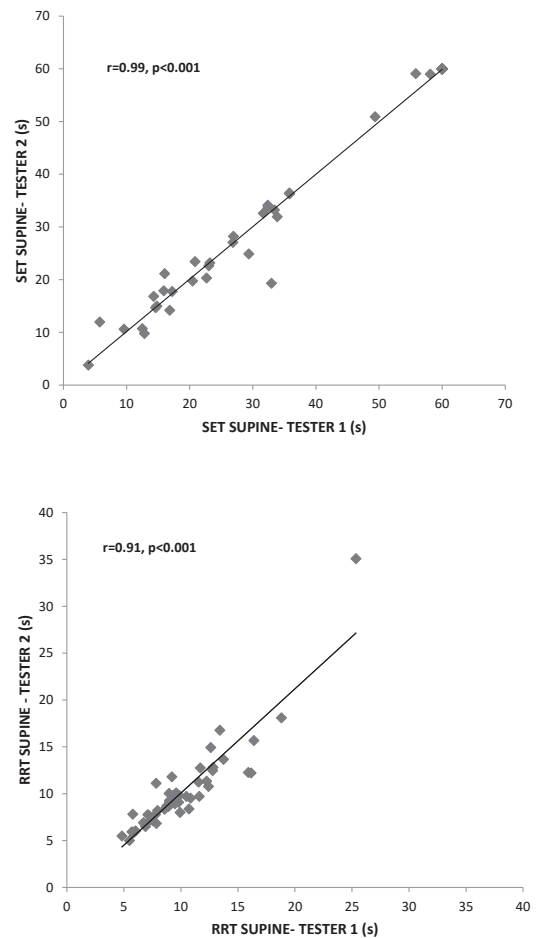 70
r=0.99, p<0.001
60
50
40
30
20
10
0
SET SUPINE- TESTER 2 (s)
0 10 20 30 40 50 60 70
SET SUPINE- TESTER 1 (s)
40
r=0.91, p<0.001
35
30
25
20
15
10
5
0
RRT SUPINE - TESTER 2 (s)
0 5 10 15 20 25 30 35 40
RRT SUPINE- TESTER 1 (s)